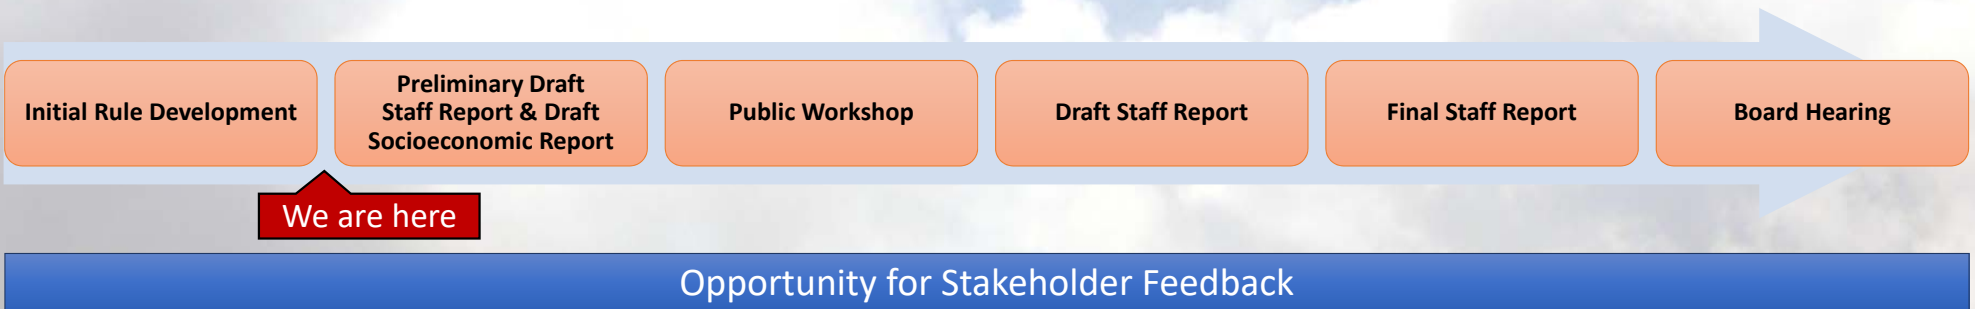 Initial Rule Development
Preliminary Draft
Staff Report & Draft
Socioeconomic Report
Public Workshop
Draft Staff Report
Final Staff Report
Board Hearing
We are here
Opportunity for Stakeholder Feedback